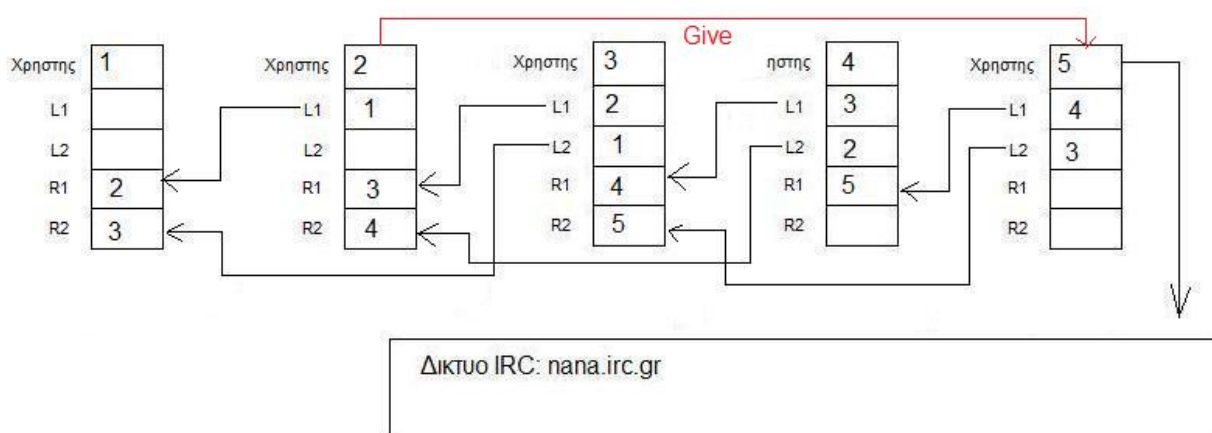 Give
Χρηστης 1
L1
L2
R1 2
R2 3
Χρηστης 2
L1 1
L2
R1 3
R2 4
Χρηστης 3
L1 2
L2 1
R1 4
R2 5
ηστης 4
L1 3
L2 2
R1 5
R2
Χρηστης 5
L1 4
L2 3
R1
R2
Δικτυο IRC: nana.irc.gr